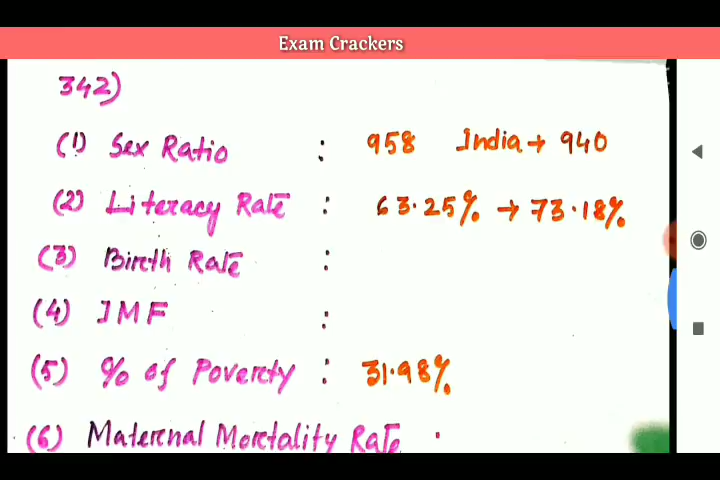 Exam Crackers
342)
(1) Sex Ratio : 958 India → 940
(2) Literacy Rate : 63.25% → 73.18%
(3) Birth Rate :
(4) IMF :
(5) % of Poverty : 31.98%
(6) Maternal Mortality Rate :